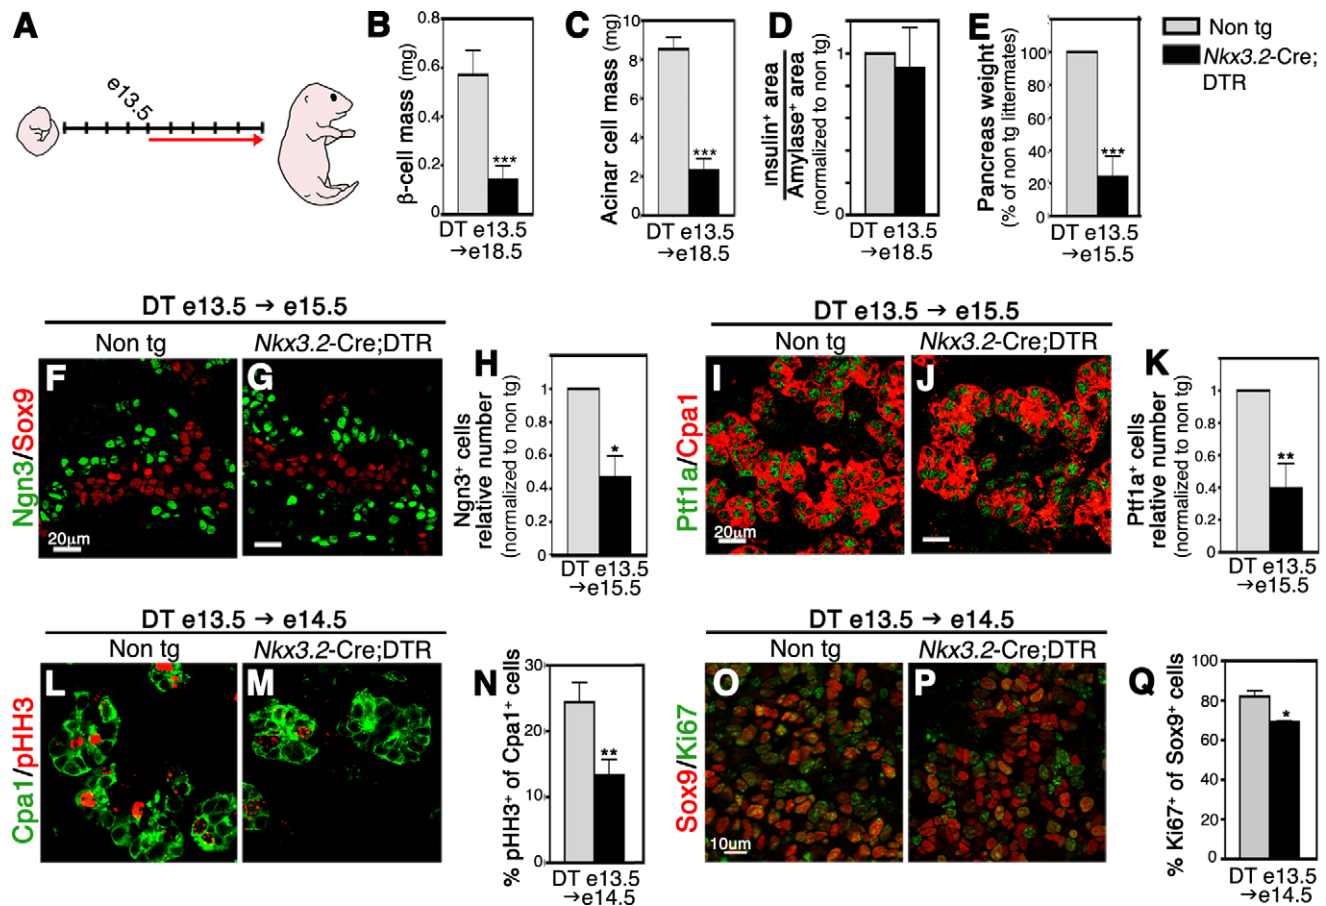 A
e13.5
B
β-cell mass (mg)
0.8
0.6
0.4
0.2
0
***
DT e13.5
→e18.5
C
Acinar cell mass (mg)
10
8
6
4
2
0
***
DT e13.5
→e18.5
D
insulin⁺ area
Amylase⁺ area
(normalized to non tg)
1
0
DT e13.5
→e18.5
E
Pancreas weight
(% of non tg littermates)
100
80
60
40
20
0
***
DT e13.5
→e15.5
Non tg
Nkx3.2-Cre;
DTR
DT e13.5 → e15.5
Non tg
Nkx3.2-Cre;DTR
Ngn3/Sox9
F
20μm
G
H
Ngn3⁺ cells
relative number
(normalized to non tg)
1
0.8
0.6
0.4
0.2
0
*
DT e13.5
→e15.5
DT e13.5 → e15.5
Non tg
Nkx3.2-Cre;DTR
Ptf1a/Cpa1
I
20μm
J
K
Ptf1a⁺ cells
relative number
(normalized to non tg)
1
0.8
0.6
0.4
0.2
0
**
DT e13.5
→e15.5
DT e13.5 → e14.5
Non tg
Nkx3.2-Cre;DTR
Cpa1/pHH3
L
M
N
% pHH3⁺ of Cpa1⁺ cells
30
20
10
0
**
DT e13.5
→e14.5
DT e13.5 → e14.5
Non tg
Nkx3.2-Cre;DTR
Sox9/Ki67
O
10um
P
Q
% Ki67⁺ of Sox9⁺ cells
100
80
60
40
20
0
*
DT e13.5
→e14.5